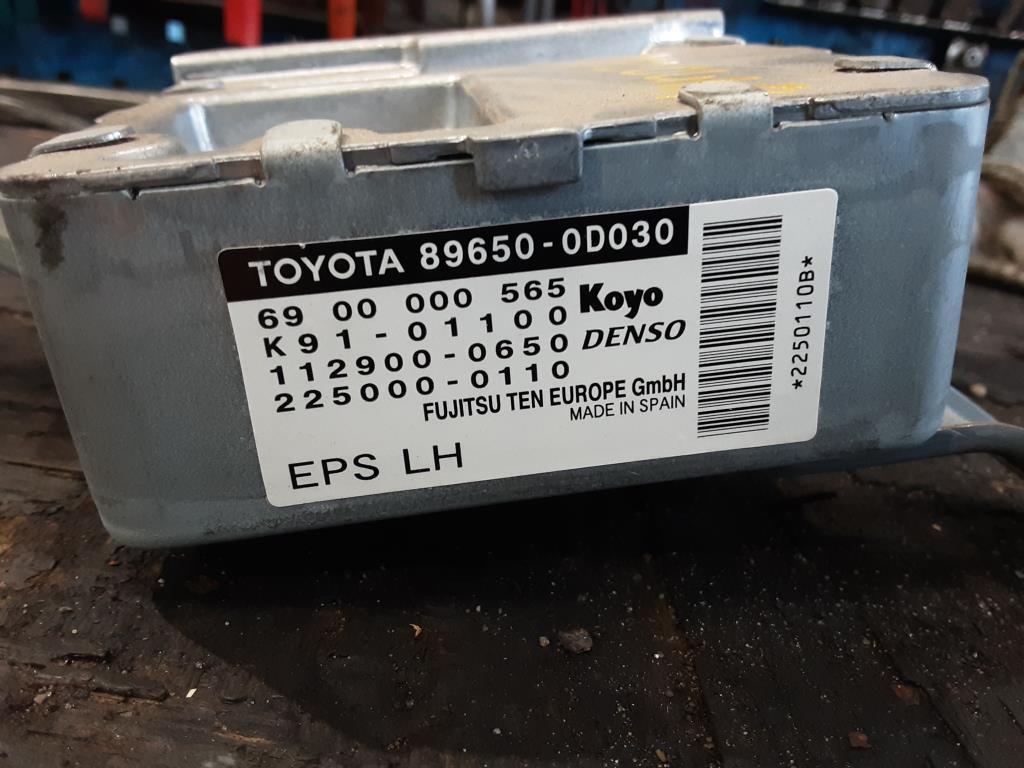 TOYOTA 89650-0D030
69 00 000 565
K91-01100 Koyo
112900-0650 DENSO
225000-0110
FUJITSU TEN EUROPE GmbH
MADE IN SPAIN
EPS LH
*2250110B*